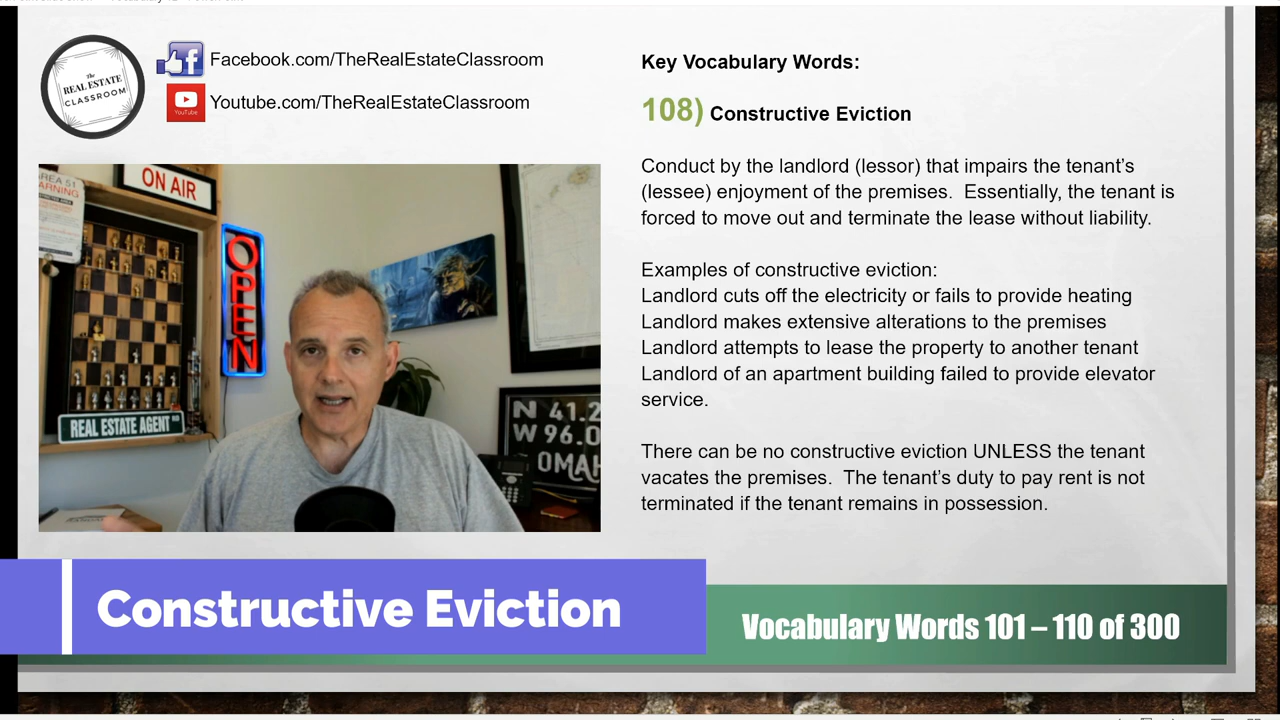 The
REAL ESTATE
CLASSROOM
Facebook.com/TheRealEstateClassroom
YouTube
Youtube.com/TheRealEstateClassroom
AREA 51
ARNING
ON AIR
OPEN
REAL ESTATE AGENT
N 41.2
W 96.0
OMAH
Key Vocabulary Words:
108) Constructive Eviction
Conduct by the landlord (lessor) that impairs the tenant’s
(lessee) enjoyment of the premises.  Essentially, the tenant is
forced to move out and terminate the lease without liability.
Examples of constructive eviction:
Landlord cuts off the electricity or fails to provide heating
Landlord makes extensive alterations to the premises
Landlord attempts to lease the property to another tenant
Landlord of an apartment building failed to provide elevator
service.
There can be no constructive eviction UNLESS the tenant
vacates the premises.  The tenant’s duty to pay rent is not
terminated if the tenant remains in possession.
Constructive Eviction
Vocabulary Words 101 – 110 of 300